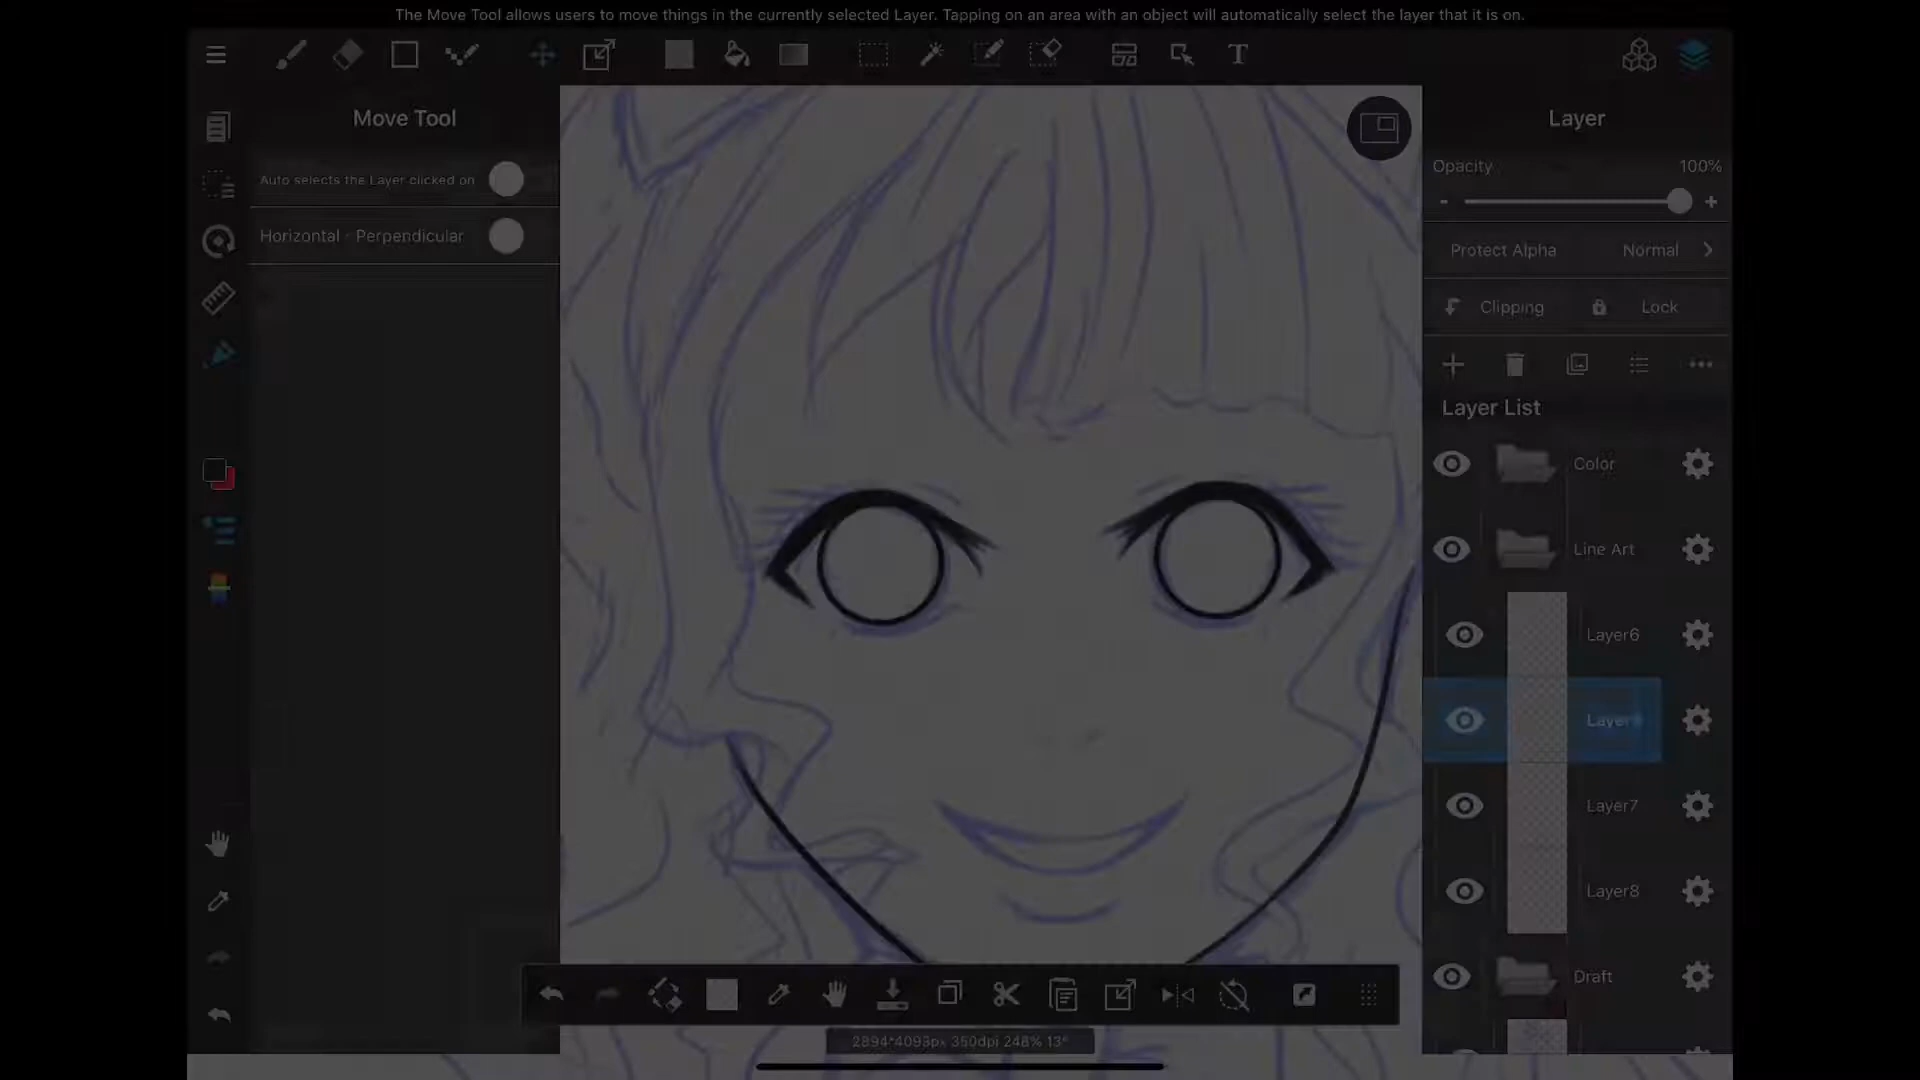 The Move Tool allows users to move things in the currently selected Layer. Tapping on an area with an object will automatically select the layer that it is on.
T
Move Tool
Auto selects the Layer clicked on
Horizontal · Perpendicular
Layer
Opacity
100%
- +
Protect Alpha
Normal
Clipping
Lock
Layer List
Color
Line Art
Layer6
Layer7
Layer8
Draft
2894*4093px 350dpi 248% 13°